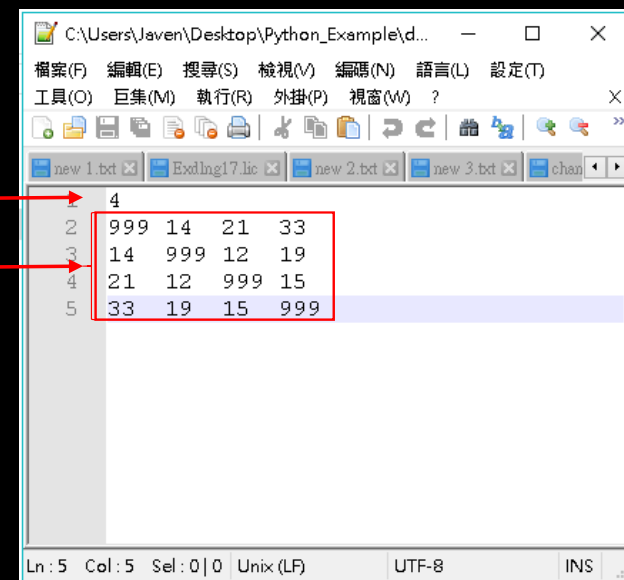 C:\Users\Javen\Desktop\Python_Example\d...
檔案(F) 編輯(E) 搜尋(S) 檢視(V) 編碼(N) 語言(L) 設定(T)
工具(O) 巨集(M) 執行(R) 外掛(P) 視窗(W) ? X
new 1.txt Exdlng17.lic new 2.txt new 3.txt chan
1 4
2 999 14 21 33
3 14 999 12 19
4 21 12 999 15
5 33 19 15 999
Ln : 5 Col : 5 Sel : 0 | 0 Unix (LF) UTF-8 INS